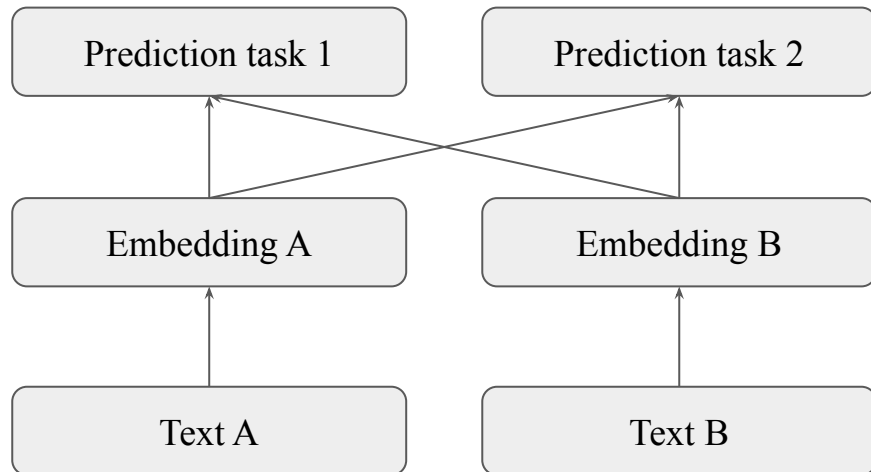 Prediction task 1
Prediction task 2
Embedding A
Embedding B
Text A
Text B